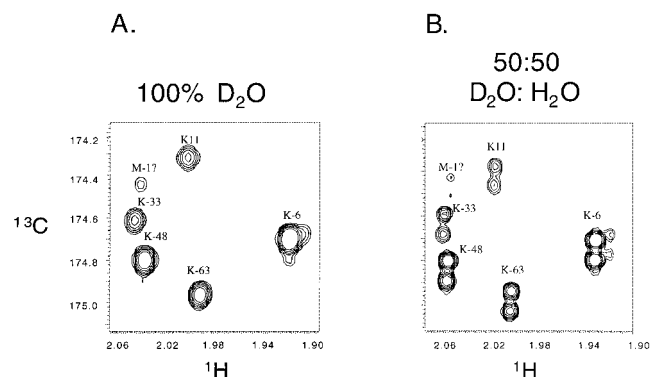 A.
100% D₂O
174.2
174.4
174.6
174.8
175.0
¹³C
K11
M-1?
K-33
K-48
K-63
K-6
2.06
2.02
1.98
1.94
1.90
¹H
B.
50:50
D₂O: H₂O
K11
M-1?
K-33
K-48
K-63
K-6
2.06
2.02
1.98
1.94
1.90
¹H